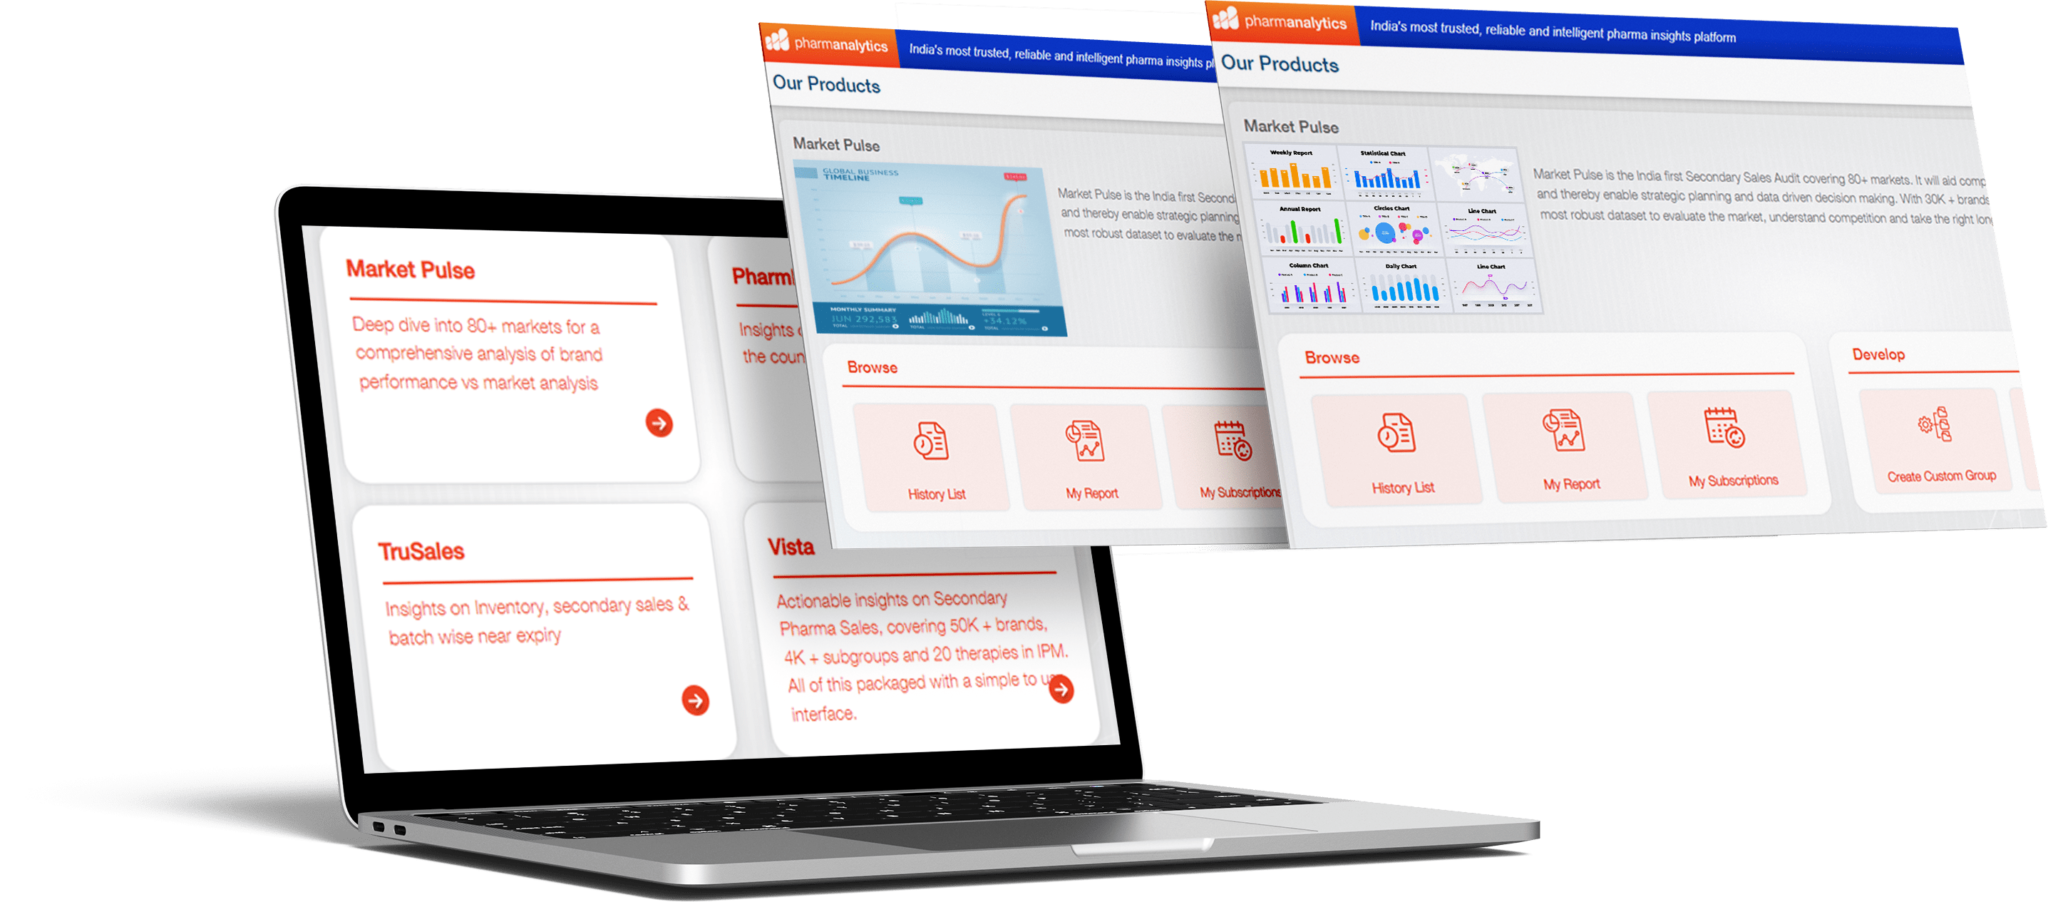 Market Pulse
Deep dive into 80+ markets for a
comprehensive analysis of brand
performance vs market analysis
Insights
the coun
TruSales
Insights on Inventory, secondary sales &
batch wise near expiry
Vista
Actionable insights on Secondary
Pharma Sales, covering 50K + brands,
4K + subgroups and 20 therapies in IPM.
All of this packaged with a simple to
interface.
pharmanalytics
India's most trusted, reliable and intelligent pharma insights
Our Products
Market Pulse
GLOBAL BUSINESS
TIMELINE
MONTHLY SUMMARY
JUN 292,583
TOTAL
TOTAL
+34.12%
TOTAL
Market Pulse is the India first
and thereby enable strategic planning
most robust dataset to evaluate the
Browse
History List
My Report
My Subscriptions
pharmanalytics
India's most trusted, reliable and intelligent pharma insights platform
Our Products
Market Pulse
Weekly Report
Statistical Chart
Annual Report
Circles Chart
Line Chart
Column Chart
Daily Chart
Line Chart
Market Pulse is the India first Secondary Sales Audit covering 80+ markets. It will aid comp
and thereby enable strategic planning and data driven decision making. With 30K + brands
most robust dataset to evaluate the market, understand competition and take the right lon
Browse
History List
My Report
My Subscriptions
Develop
Create Custom Group